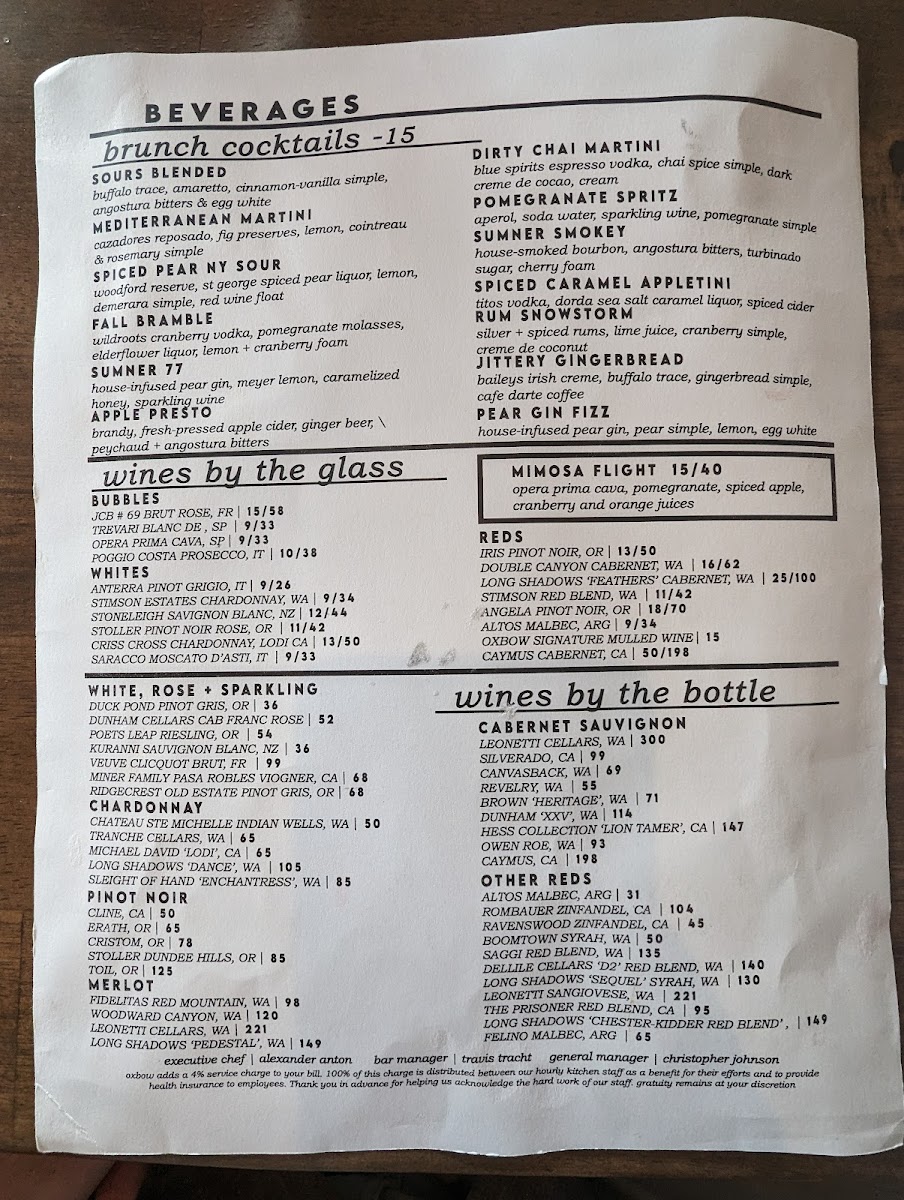 BEVERAGES
brunch cocktails -15
SOURS BLENDED
buffalo trace, amaretto, cinnamon-vanilla simple,
angostura bitters & egg white
MEDITERRANEAN MARTINI
cazadores reposado, fig preserves, lemon, cointreau
& rosemary simple
SPICED PEAR NY SOUR
woodford reserve, st george spiced pear liquor, lemon,
demerara simple, red wine float
FALL BRAMBLE
wildroots cranberry vodka, pomegranate molasses,
elderflower liquor, lemon + cranberry foam
SUMNER 77
house-infused pear gin, meyer lemon, caramelized
honey, sparkling wine
APPLE PRESTO
brandy, fresh-pressed apple cider, ginger beer, \
peychaud + angostura bitters
DIRTY CHAI MARTINI
blue spirits espresso vodka, chai spice simple, dark
creme de cocao, cream
POMEGRANATE SPRITZ
aperol, soda water, sparkling wine, pomegranate simple
SUMNER SMOKEY
house-smoked bourbon, angostura bitters, turbinado
sugar, cherry foam
SPICED CARAMEL APPLETINI
titos vodka, dorda sea salt caramel liquor, spiced cider
RUM SNOWSTORM
silver + spiced rums, lime juice, cranberry simple,
creme de coconut
JITTERY GINGERBREAD
baileys irish creme, buffalo trace, gingerbread simple,
cafe darte coffee
PEAR GIN FIZZ
house-infused pear gin, pear simple, lemon, egg white
wines by the glass
BUBBLES
JCB # 69 BRUT ROSE, FR | 15/58
TREVARI BLANC DE , SP | 9/33
OPERA PRIMA CAVA, SP | 9/33
POGGIO COSTA PROSECCO, IT | 10/38
WHITES
ANTERRA PINOT GRIGIO, IT | 9/26
STIMSON ESTATES CHARDONNAY, WA | 9/34
STONELEIGH SAVIGNON BLANC, NZ | 12/44
STOLLER PINOT NOIR ROSE, OR | 11/42
CRISS CROSS CHARDONNAY, LODI CA | 13/50
SARACCO MOSCATO D'ASTI, IT | 9/33
MIMOSA FLIGHT 15/40
opera prima cava, pomegranate, spiced apple,
cranberry and orange juices
REDS
IRIS PINOT NOIR, OR | 13/50
DOUBLE CANYON CABERNET, WA | 16/62
LONG SHADOWS 'FEATHERS' CABERNET, WA | 25/100
STIMSON RED BLEND, WA | 11/42
ANGELA PINOT NOIR, OR | 18/70
ALTOS MALBEC, ARG | 9/34
OXBOW SIGNATURE MULLED WINE | 15
CAYMUS CABERNET, CA | 50/198
WHITE, ROSE + SPARKLING
DUCK POND PINOT GRIS, OR | 36
DUNHAM CELLARS CAB FRANC ROSE | 52
POETS LEAP RIESLING, OR | 54
KURANNI SAUVIGNON BLANC, NZ | 36
VEUVE CLICQUOT BRUT, FR | 99
MINER FAMILY PASA ROBLES VIOGNER, CA | 68
RIDGECREST OLD ESTATE PINOT GRIS, OR | 68
CHARDONNAY
CHATEAU STE MICHELLE INDIAN WELLS, WA | 50
TRANCHE CELLARS, WA | 65
MICHAEL DAVID 'LODI', CA | 65
LONG SHADOWS 'DANCE', WA | 105
SLEIGHT OF HAND 'ENCHANTRESS', WA | 85
PINOT NOIR
CLINE, CA | 50
ERATH, OR | 65
CRISTOM, OR | 78
STOLLER DUNDEE HILLS, OR | 85
TOIL, OR | 125
MERLOT
FIDELITAS RED MOUNTAIN, WA | 98
WOODWARD CANYON, WA | 120
LEONETTI CELLARS, WA | 221
LONG SHADOWS 'PEDESTAL', WA | 149
wines by the bottle
CABERNET SAUVIGNON
LEONETTI CELLARS, WA | 300
SILVERADO, CA | 99
CANVASBACK, WA | 69
REVELRY, WA | 55
BROWN 'HERITAGE', WA | 71
DUNHAM 'XXV', WA | 114
HESS COLLECTION 'LION TAMER', CA | 147
OWEN ROE, WA | 93
CAYMUS, CA | 198
OTHER REDS
ALTOS MALBEC, ARG | 31
ROMBAUER ZINFANDEL, CA | 104
RAVENSWOOD ZINFANDEL, CA | 45
BOOMTOWN SYRAH, WA | 50
SAGGI RED BLEND, WA | 135
DELLILE CELLARS 'D2' RED BLEND, WA | 140
LONG SHADOWS 'SEQUEL' SYRAH, WA | 130
LEONETTI SANGIOVESE, WA | 221
THE PRISONER RED BLEND, CA | 95
LONG SHADOWS 'CHESTER-KIDDER RED BLEND' , | 149
FELINO MALBEC, ARG | 65
executive chef | alexander anton bar manager | travis tracht general manager | christopher johnson
oxbow adds a 4% service charge to your bill. 100% of this charge is distributed between our hourly kitchen staff as a benefit for their efforts and to provide
health insurance to employees. Thank you in advance for helping us acknowledge the hard work of our staff. gratuity remains at your discretion